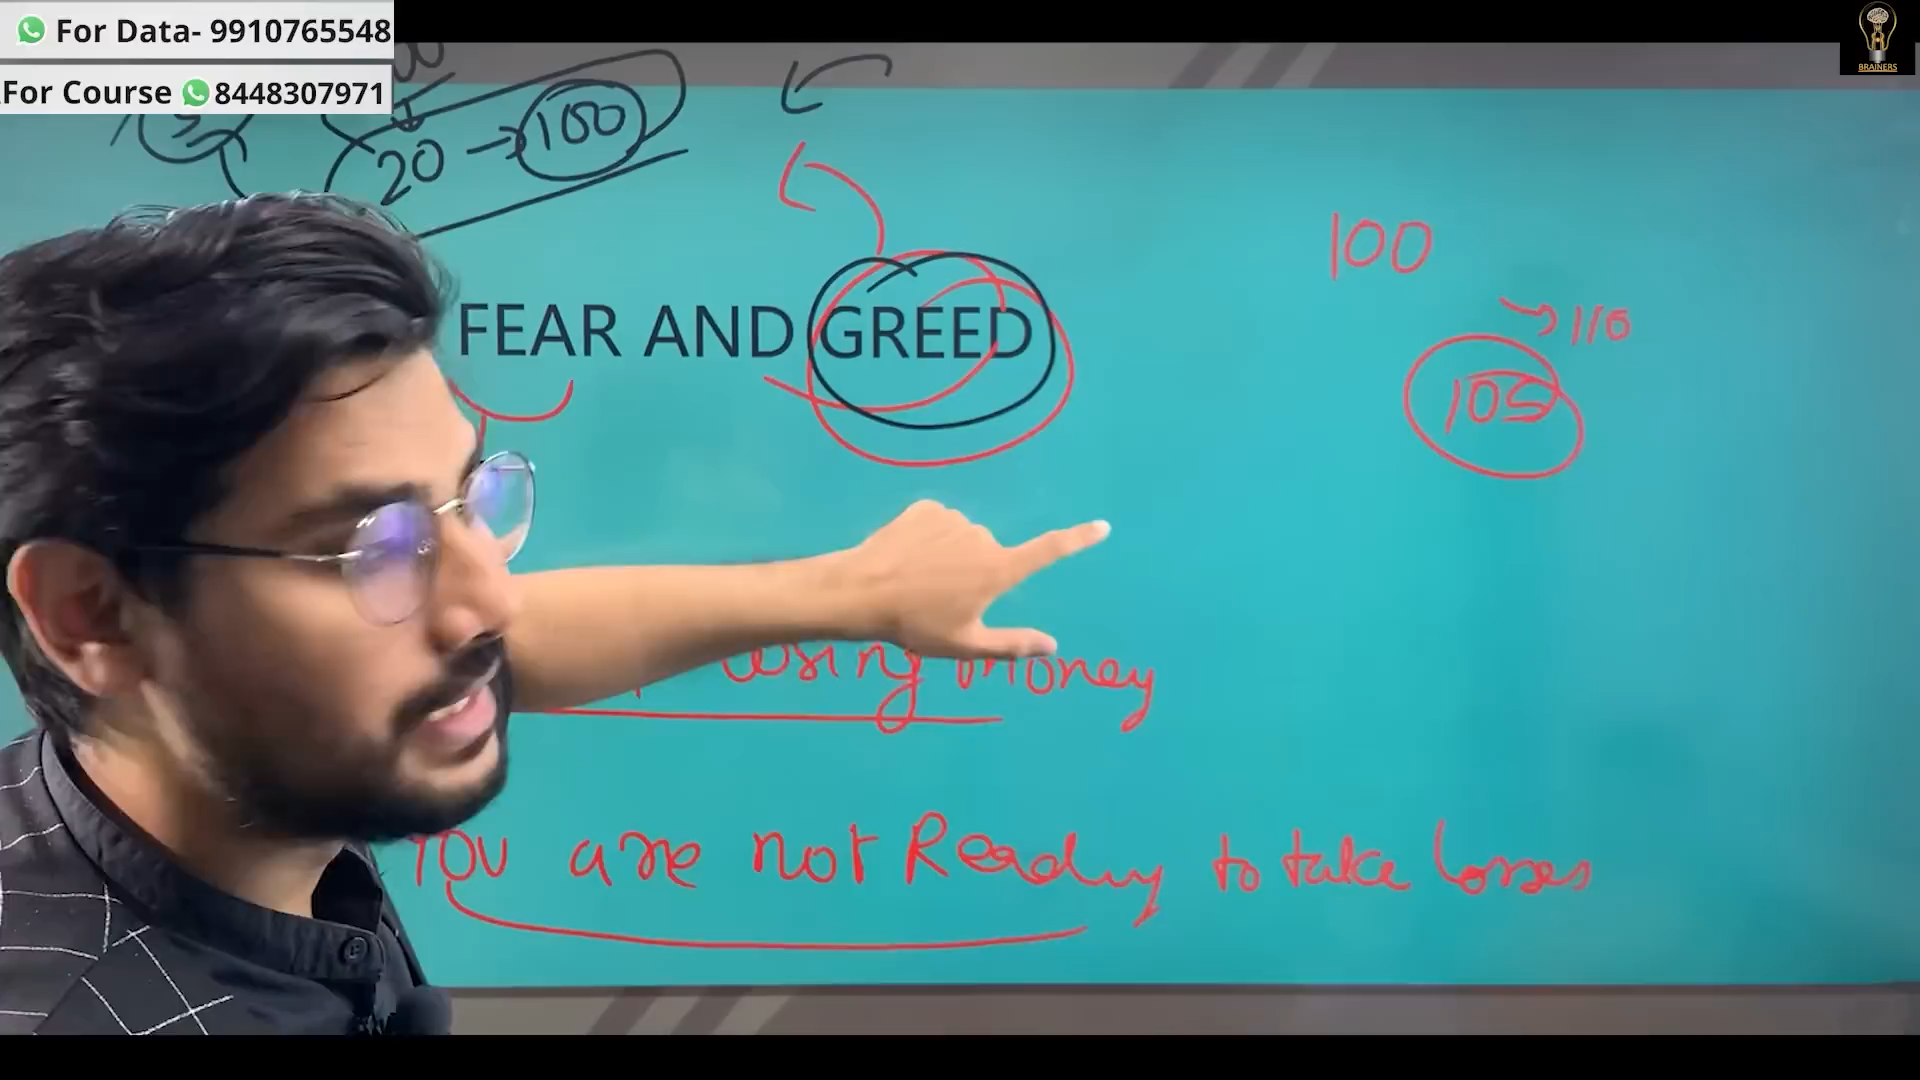 For Data- 9910765548
For Course 8448307971
BRAINERS
20 → 100
100
FEAR AND GREED
→ 110
105
losing money
You are not Ready to take losses